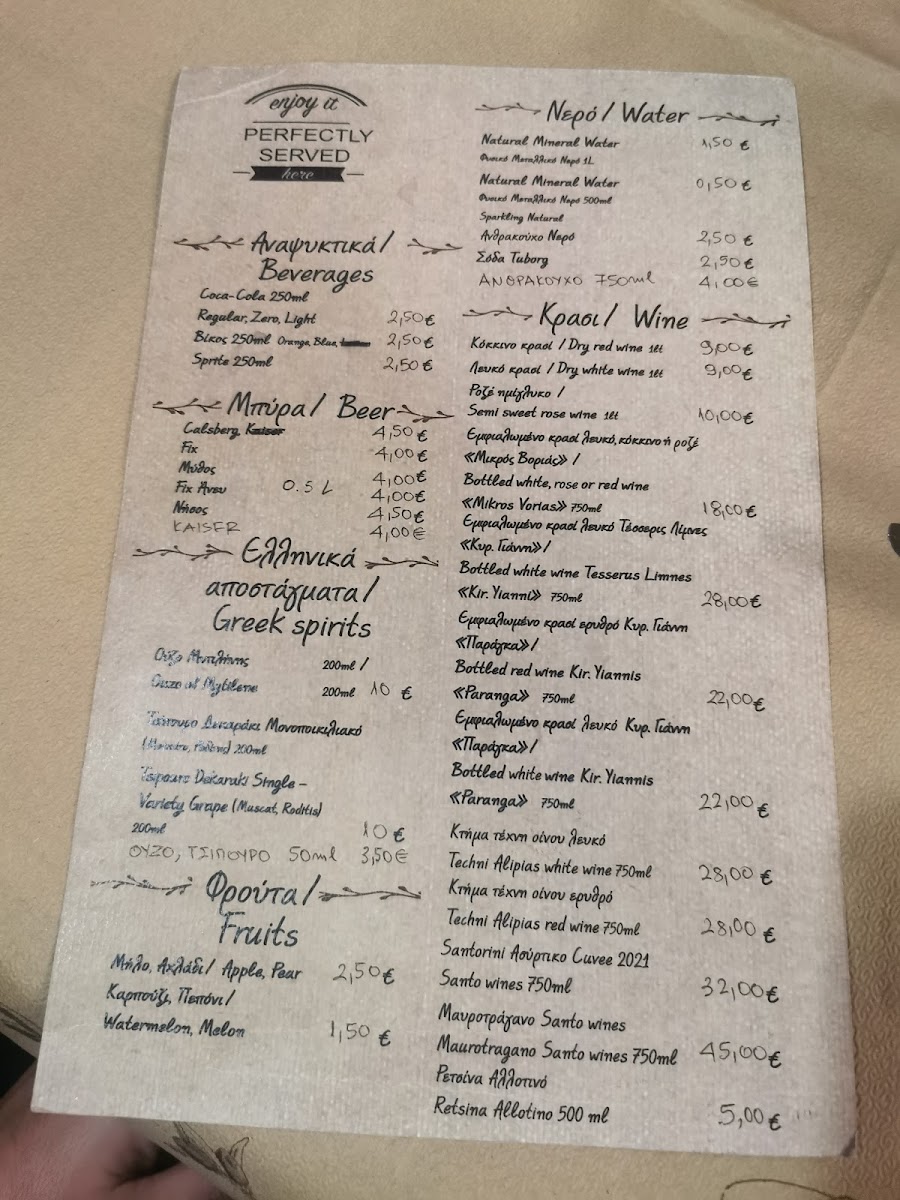 enjoy it
PERFECTLY
SERVED
here
Αναψυκτικά/
Beverages
Coca-Cola 250ml
Regular, Zero, Light 2,50€
Βίκος 250ml Orange, Blue, 2,50€
Sprite 250ml 2,50€
Μπύρα/ Beer
Calsberg, Kaiser 4,50€
Fix 4,00€
Μύθος 4,00€
Fix Άνευ 0.5 L 4,00€
Νήσος 4,50€
KAISER 4,00€
Ελληνικά
αποστάγματα/
Greek spirits
Ούζο Μυτιλήνης 200ml /
Ouzo of Mytilene 200ml 10 €
Τσίπουρο Δεκαράκι Μονοποικιλιακό
200ml
Tsipouro Dekaraki Single -
Variety Grape (Muscat, Roditis)
200ml 10 €
ΟΥΖΟ, ΤΣΙΠΟΥΡΟ 50ml 3,50€
Φρούτα/
Fruits
Μήλο, Αχλάδι/ Apple, Pear 2,50€
Καρπούζι, Πεπόνι/
Watermelon, Melon 1,50 €
Νερό/ Water
Natural Mineral Water 1,50 €
Φυσικό Μεταλλικό Νερό 1L
Natural Mineral Water 0,50 €
Φυσικό Μεταλλικό Νερό 500ml
Sparkling Natural
Ανθρακούχο Νερό 2,50 €
Σόδα Tuborg 2,50€
ΑΝΘΡΑΚΟΥΧΟ 750ml 4,00€
Κρασι/ Wine
Κόκκινο κρασί / Dry red wine 1lt 9,00€
Λευκό κρασί / Dry white wine 1lt 9,00€
Ροζέ ημίγλυκο /
Semi sweet rose wine 1lt 10,00€
Εμφιαλωμένο κρασί λευκό, κόκκινο ή ροζέ
«Μικρός Βοριάς» /
Bottled white, rose or red wine
«Mikros Vorias» 750ml 18,00€
Εμφιαλωμένο κρασί λευκό Τέσσερις Λίμνες
«Κυρ. Γιάννη»/
Bottled white wine Tesserus Limnes
«Kir. Yianni» 750ml 28,00€
Εμφιαλωμένο κρασί ερυθρό Κυρ. Γιάννη
«Παράγκα»/
Bottled red wine Kir. Yiannis
«Paranga» 750ml 22,00€
Εμφιαλωμένο κρασί λευκό Κυρ. Γιάννη
«Παράγκα»/
Bottled white wine Kir. Yiannis
«Paranga» 750ml 22,00€
Κτήμα τέχνη οίνου λευκό
Techni Alipias white wine 750ml 28,00 €
Κτήμα τέχνη οίνου ερυθρό
Techni Alipias red wine 750ml 28,00 €
Santorini Ασύρτικο Cuvee 2021
Santo wines 750ml 32,00€
Μαυροτράγανο Santo wines
Maurotragano Santo wines 750ml 45,00€
Ρετσίνα Αλλοτινό
Retsina Allotino 500 ml 5,00€